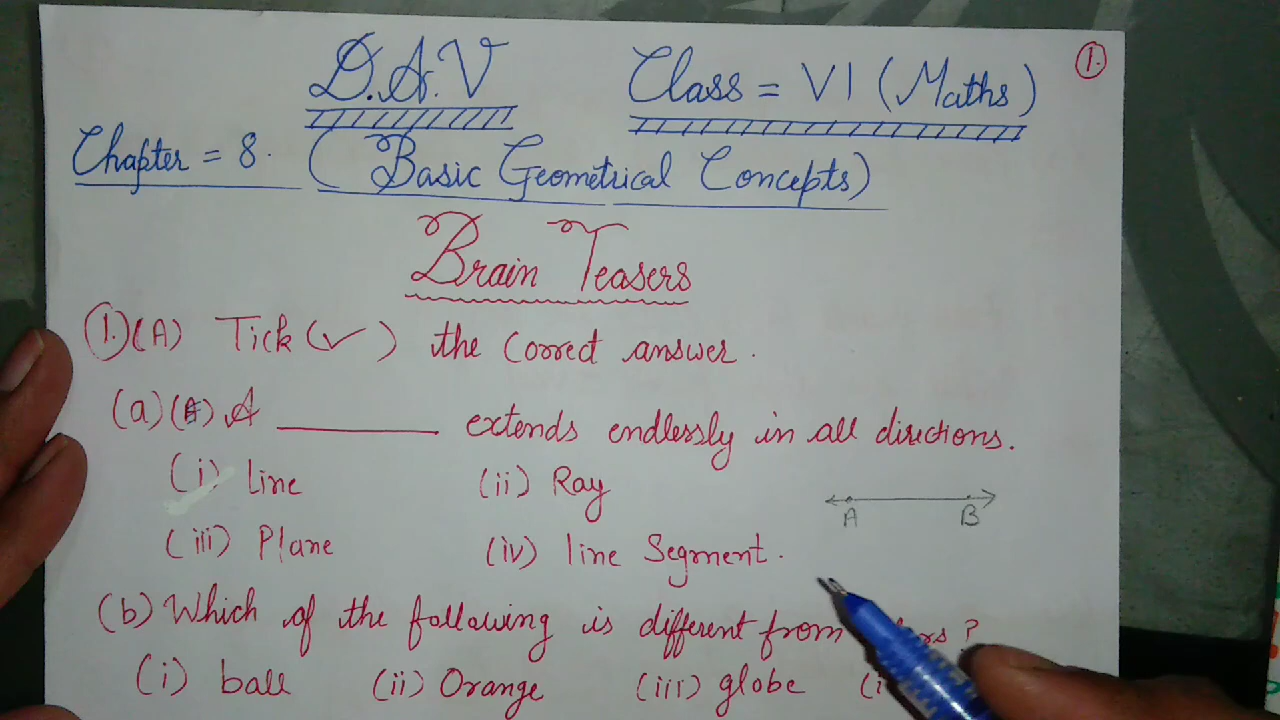 ①
D.A.V Class = VI (Maths)
Chapter = 8. (Basic Geometrical Concepts)
Brain Teasers
①(A) Tick (✓) the correct answer.
(a) A ________ extends endlessly in all directions.
(i) line (ii) Ray
(iii) Plane (iv) line Segment.
A B
(b) Which of the following is different from ?
(i) ball (ii) Orange (iii) globe